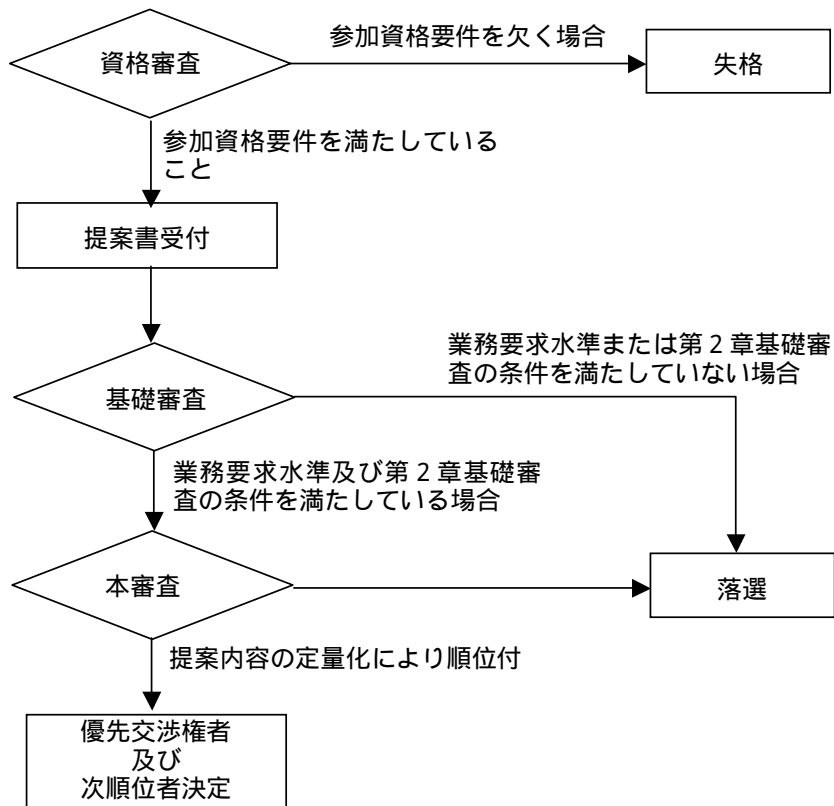 参加資格要件を欠く場合
資格審査
失格
参加資格要件を満たしている
こと
提案書受付
業務要求水準または第２章基礎審
査の条件を満たしていない場合
基礎審査
業務要求水準及び第２章基礎審
査の条件を満たしている場合
本審査
落選
提案内容の定量化により順位付
優先交渉権者
及び
次順位者決定